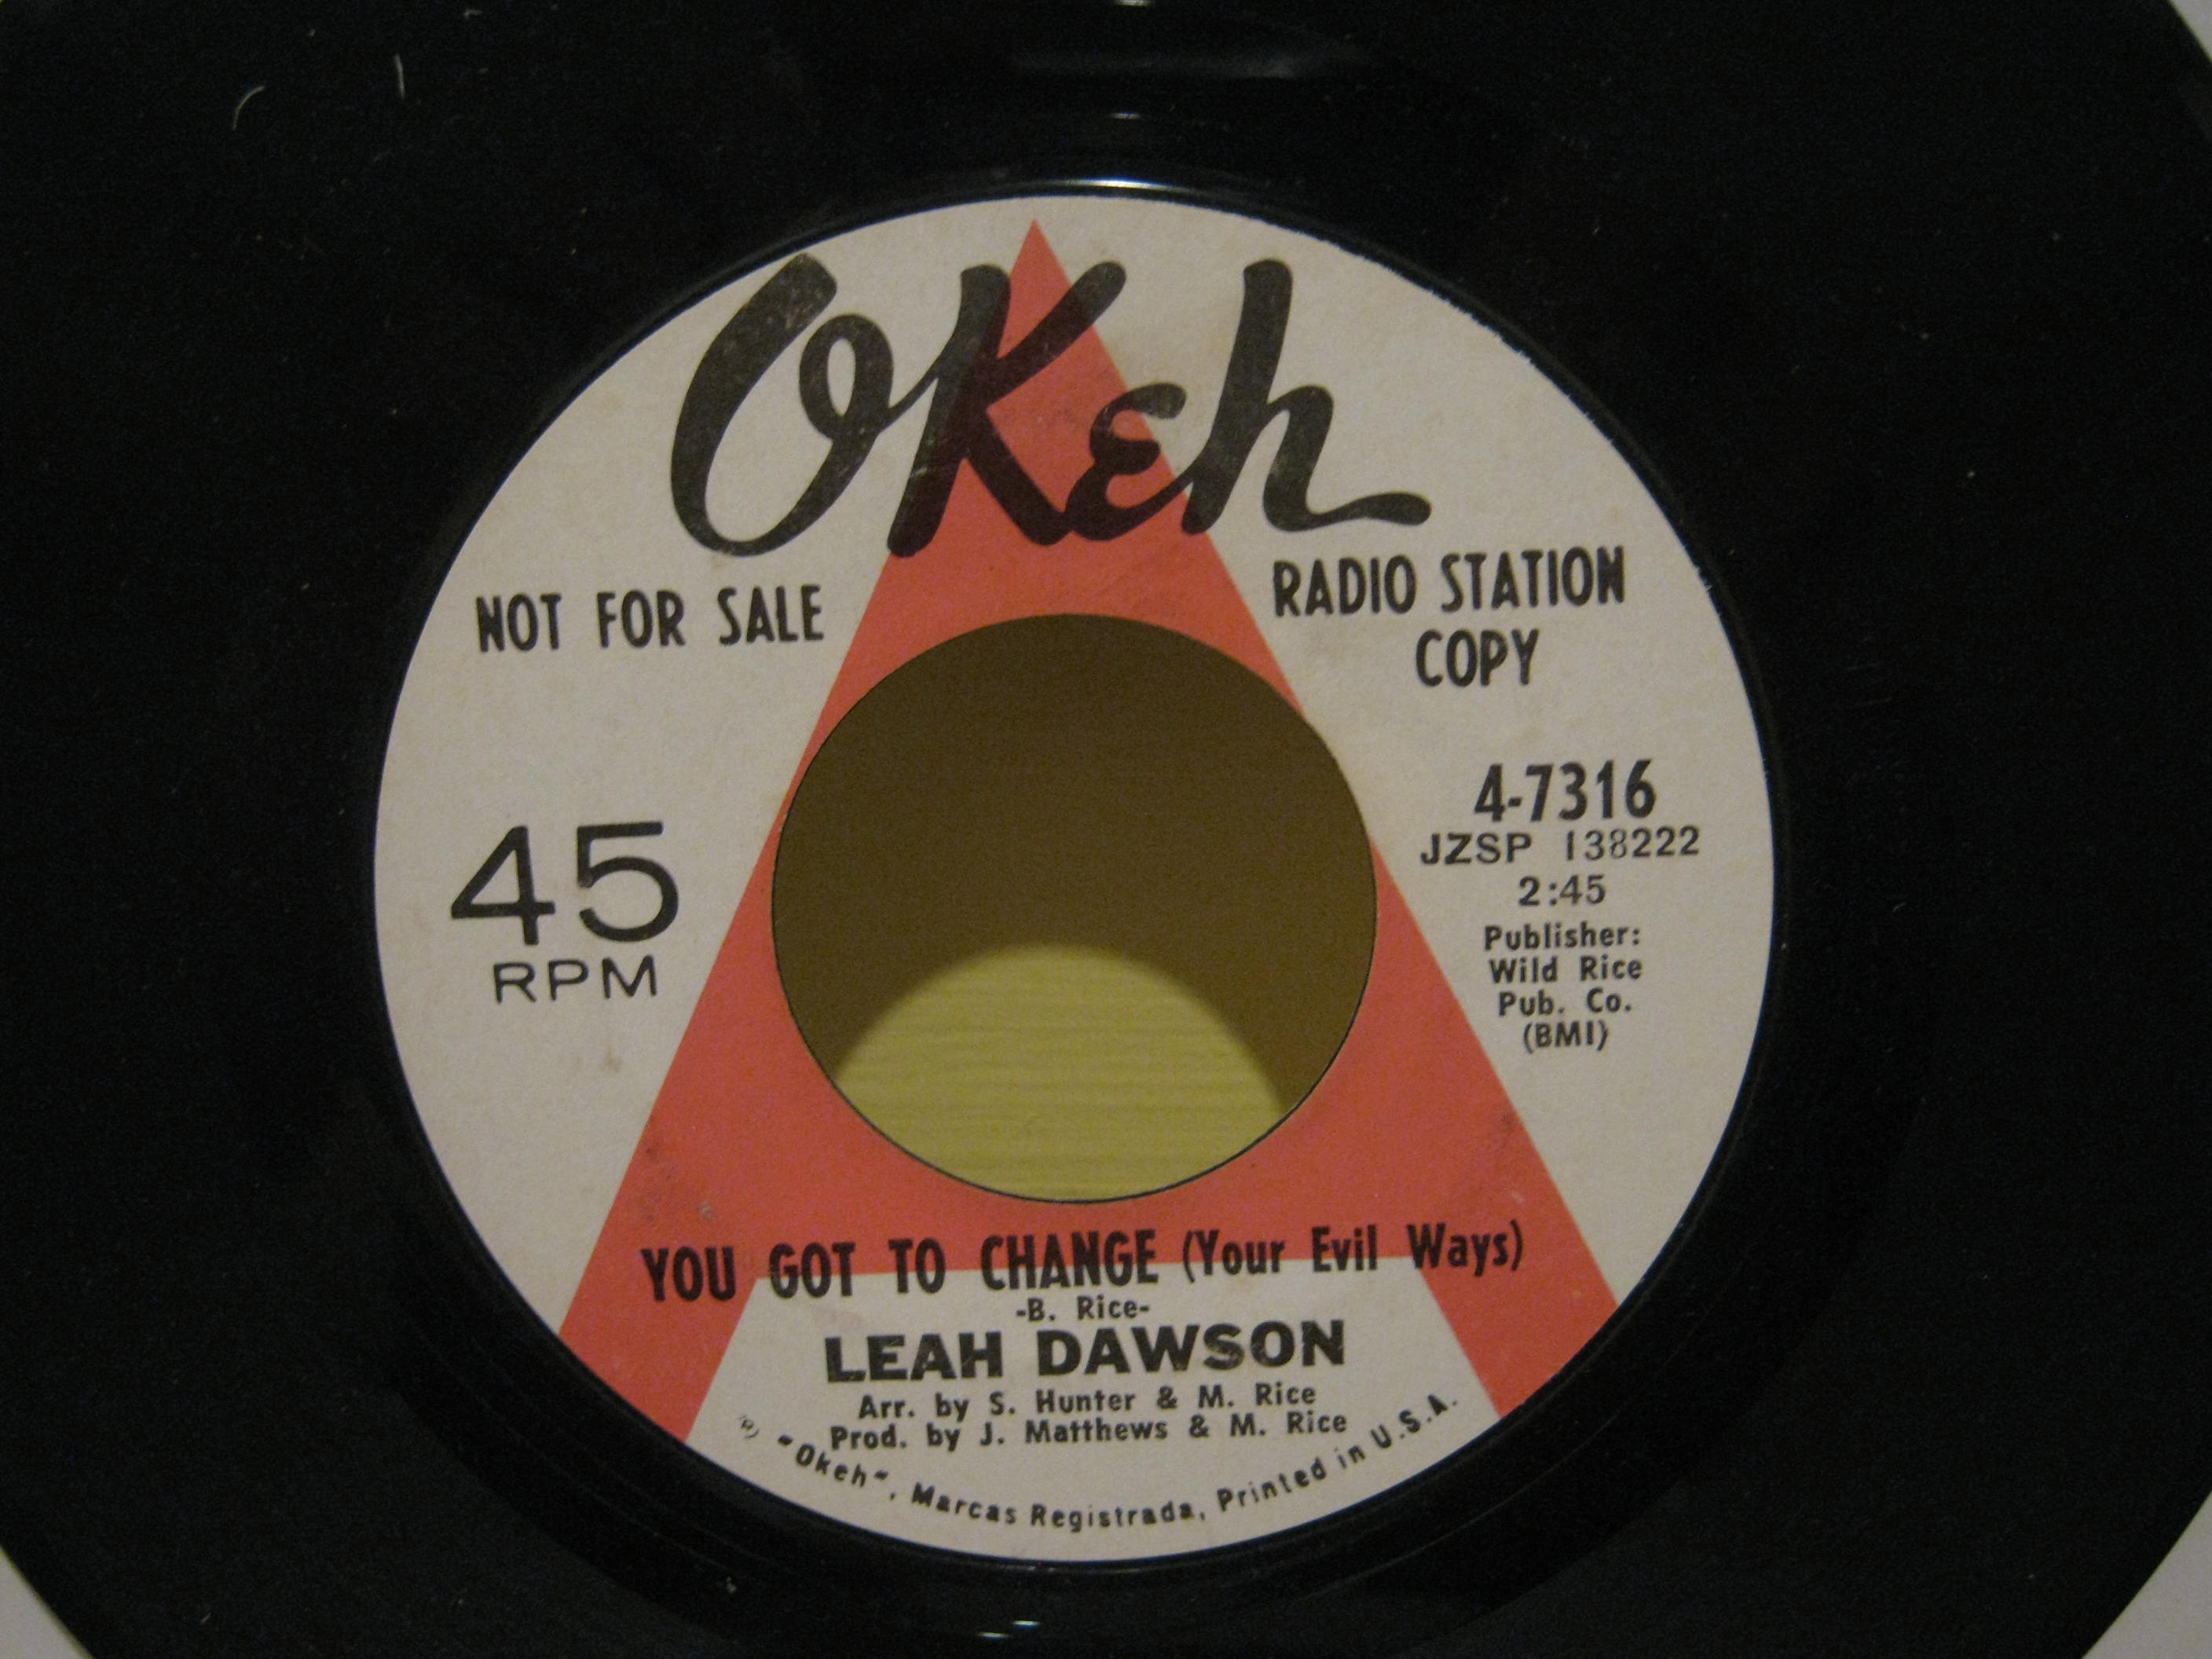 OKeh
NOT FOR SALE
RADIO STATION
COPY
45
RPM
4-7316
JZSP 138222
2:45
Publisher:
Wild Rice
Pub. Co.
(BMI)
YOU GOT TO CHANGE (Your Evil Ways)
-B. Rice-
LEAH DAWSON
Arr. by S. Hunter & M. Rice
Prod. by J. Matthews & M. Rice
® "Okeh", Marcas Registrada, Printed in U.S.A.